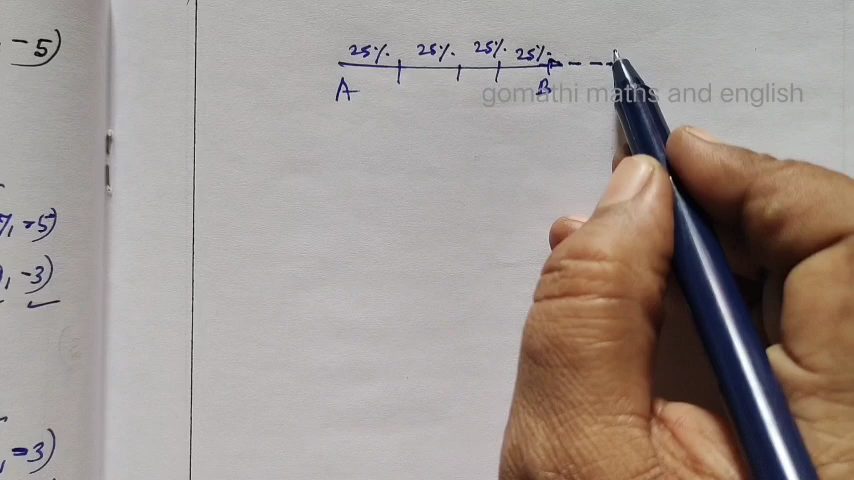 , -5)
25% 25% 25% 25%
A B
gomathi maths and english
, -5)
, -3)
, =3)